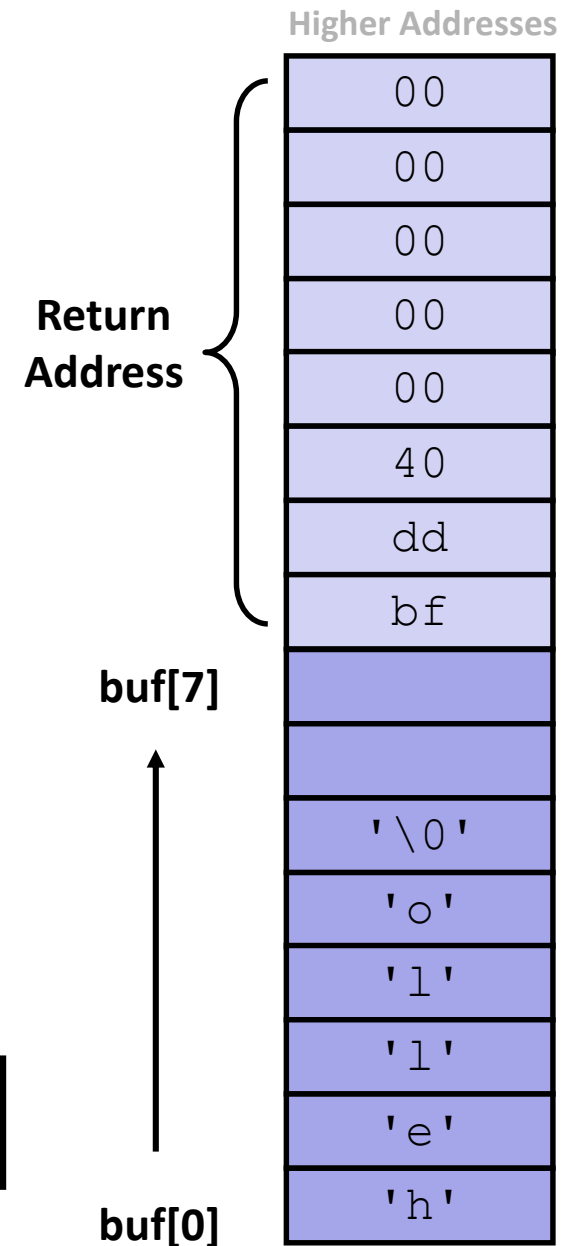 Higher Addresses
00
00
00
00
Return
Address
00
40
dd
bf
buf[7]
'\0'
'o'
'l'
'l'
'e'
'h'
buf[0]